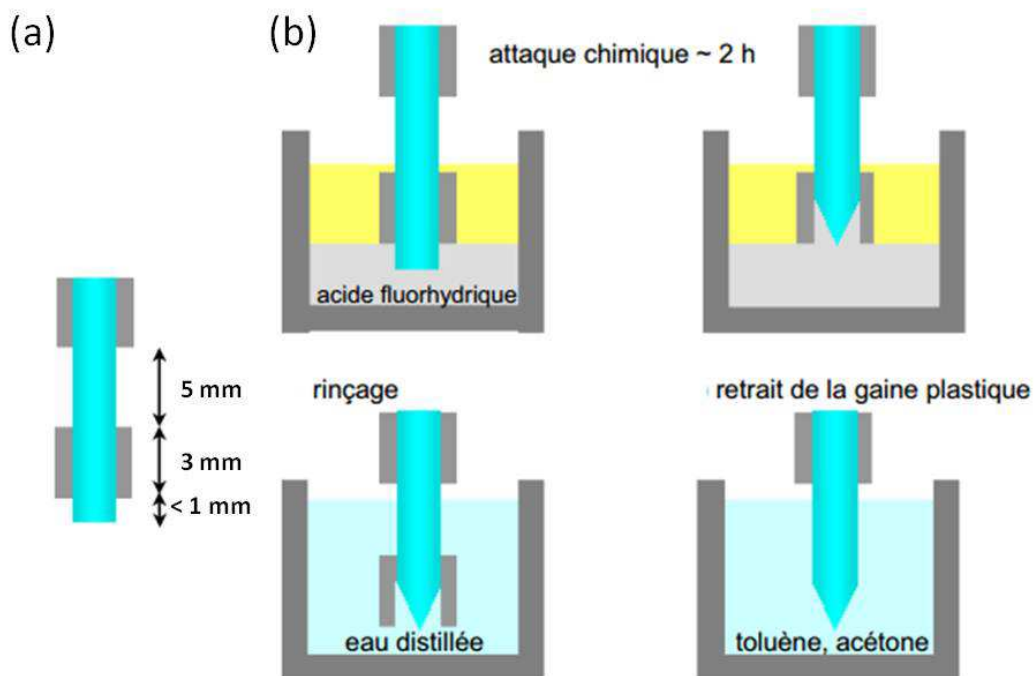 (a)
(b)
attaque chimique ~ 2 h
acide fluorhydrique
5 mm
3 mm
< 1 mm
rinçage
retrait de la gaine plastique
eau distillée
toluène, acétone